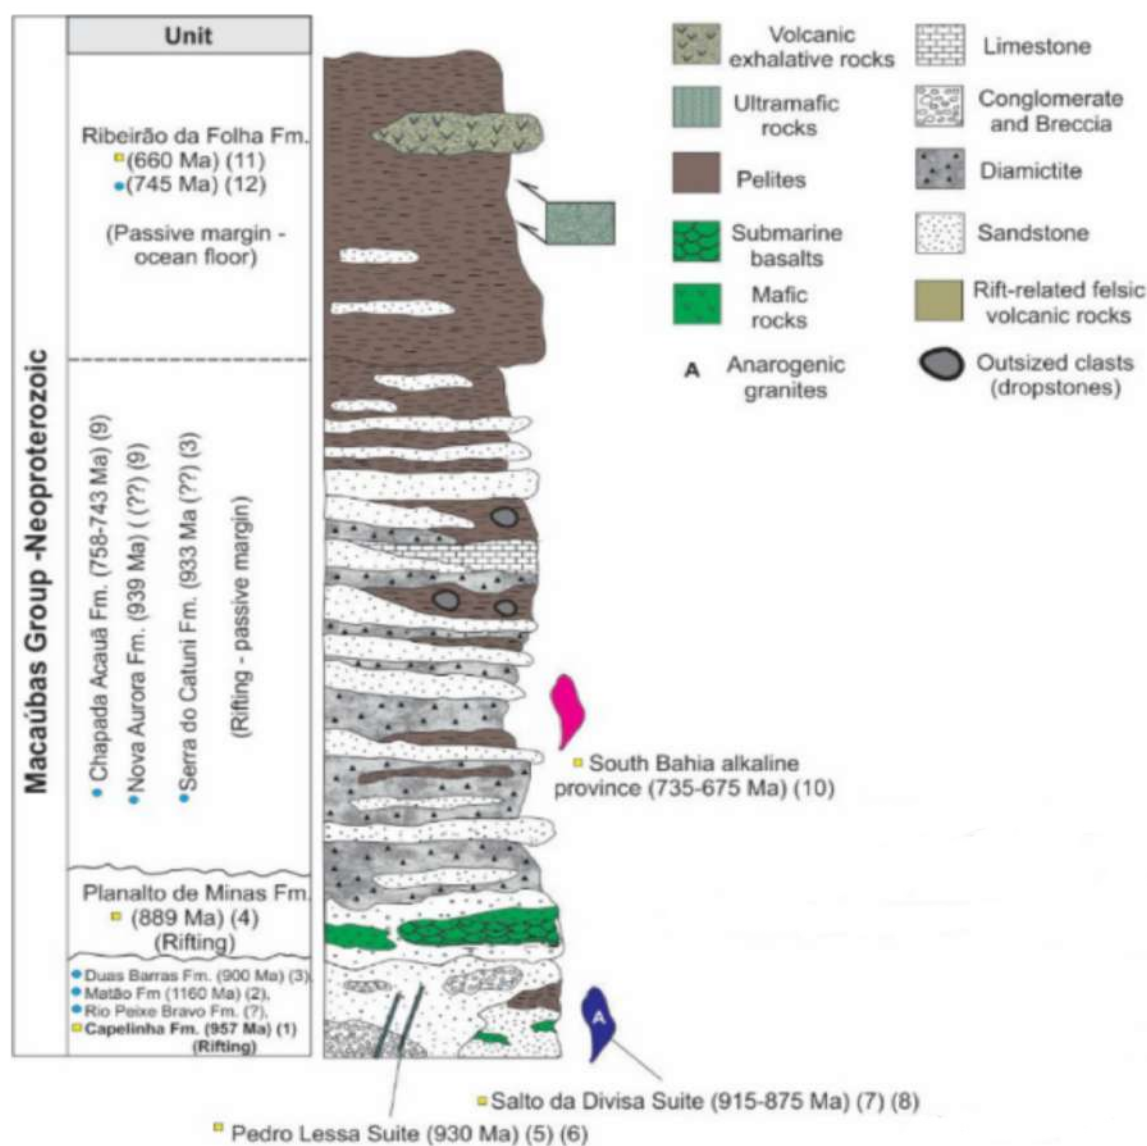 Unit
Ribeirão da Folha Fm.
(660 Ma) (11)
(745 Ma) (12)
(Passive margin -
ocean floor)
Macaúbas Group -Neoproterozoic
Chapada Acauã Fm. (758-743 Ma) (9)
Nova Aurora Fm. (939 Ma) ( (??) (9)
Serra do Catuni Fm. (933 Ma (??) (3)
(Rifting - passive margin)
Planalto de Minas Fm.
(889 Ma) (4)
(Rifting)
Duas Barras Fm. (900 Ma) (3),
Matão Fm (1160 Ma) (2),
Rio Peixe Bravo Fm. (?),
Capelinha Fm. (957 Ma) (1)
(Rifting)
Volcanic
exhalative rocks
Ultramafic
rocks
Pelites
Submarine
basalts
Mafic
rocks
A Anarogenic
granites
Limestone
Conglomerate
and Breccia
Diamictite
Sandstone
Rift-related felsic
volcanic rocks
Outsized clasts
(dropstones)
South Bahia alkaline
province (735-675 Ma) (10)
A
Salto da Divisa Suite (915-875 Ma) (7) (8)
Pedro Lessa Suite (930 Ma) (5) (6)